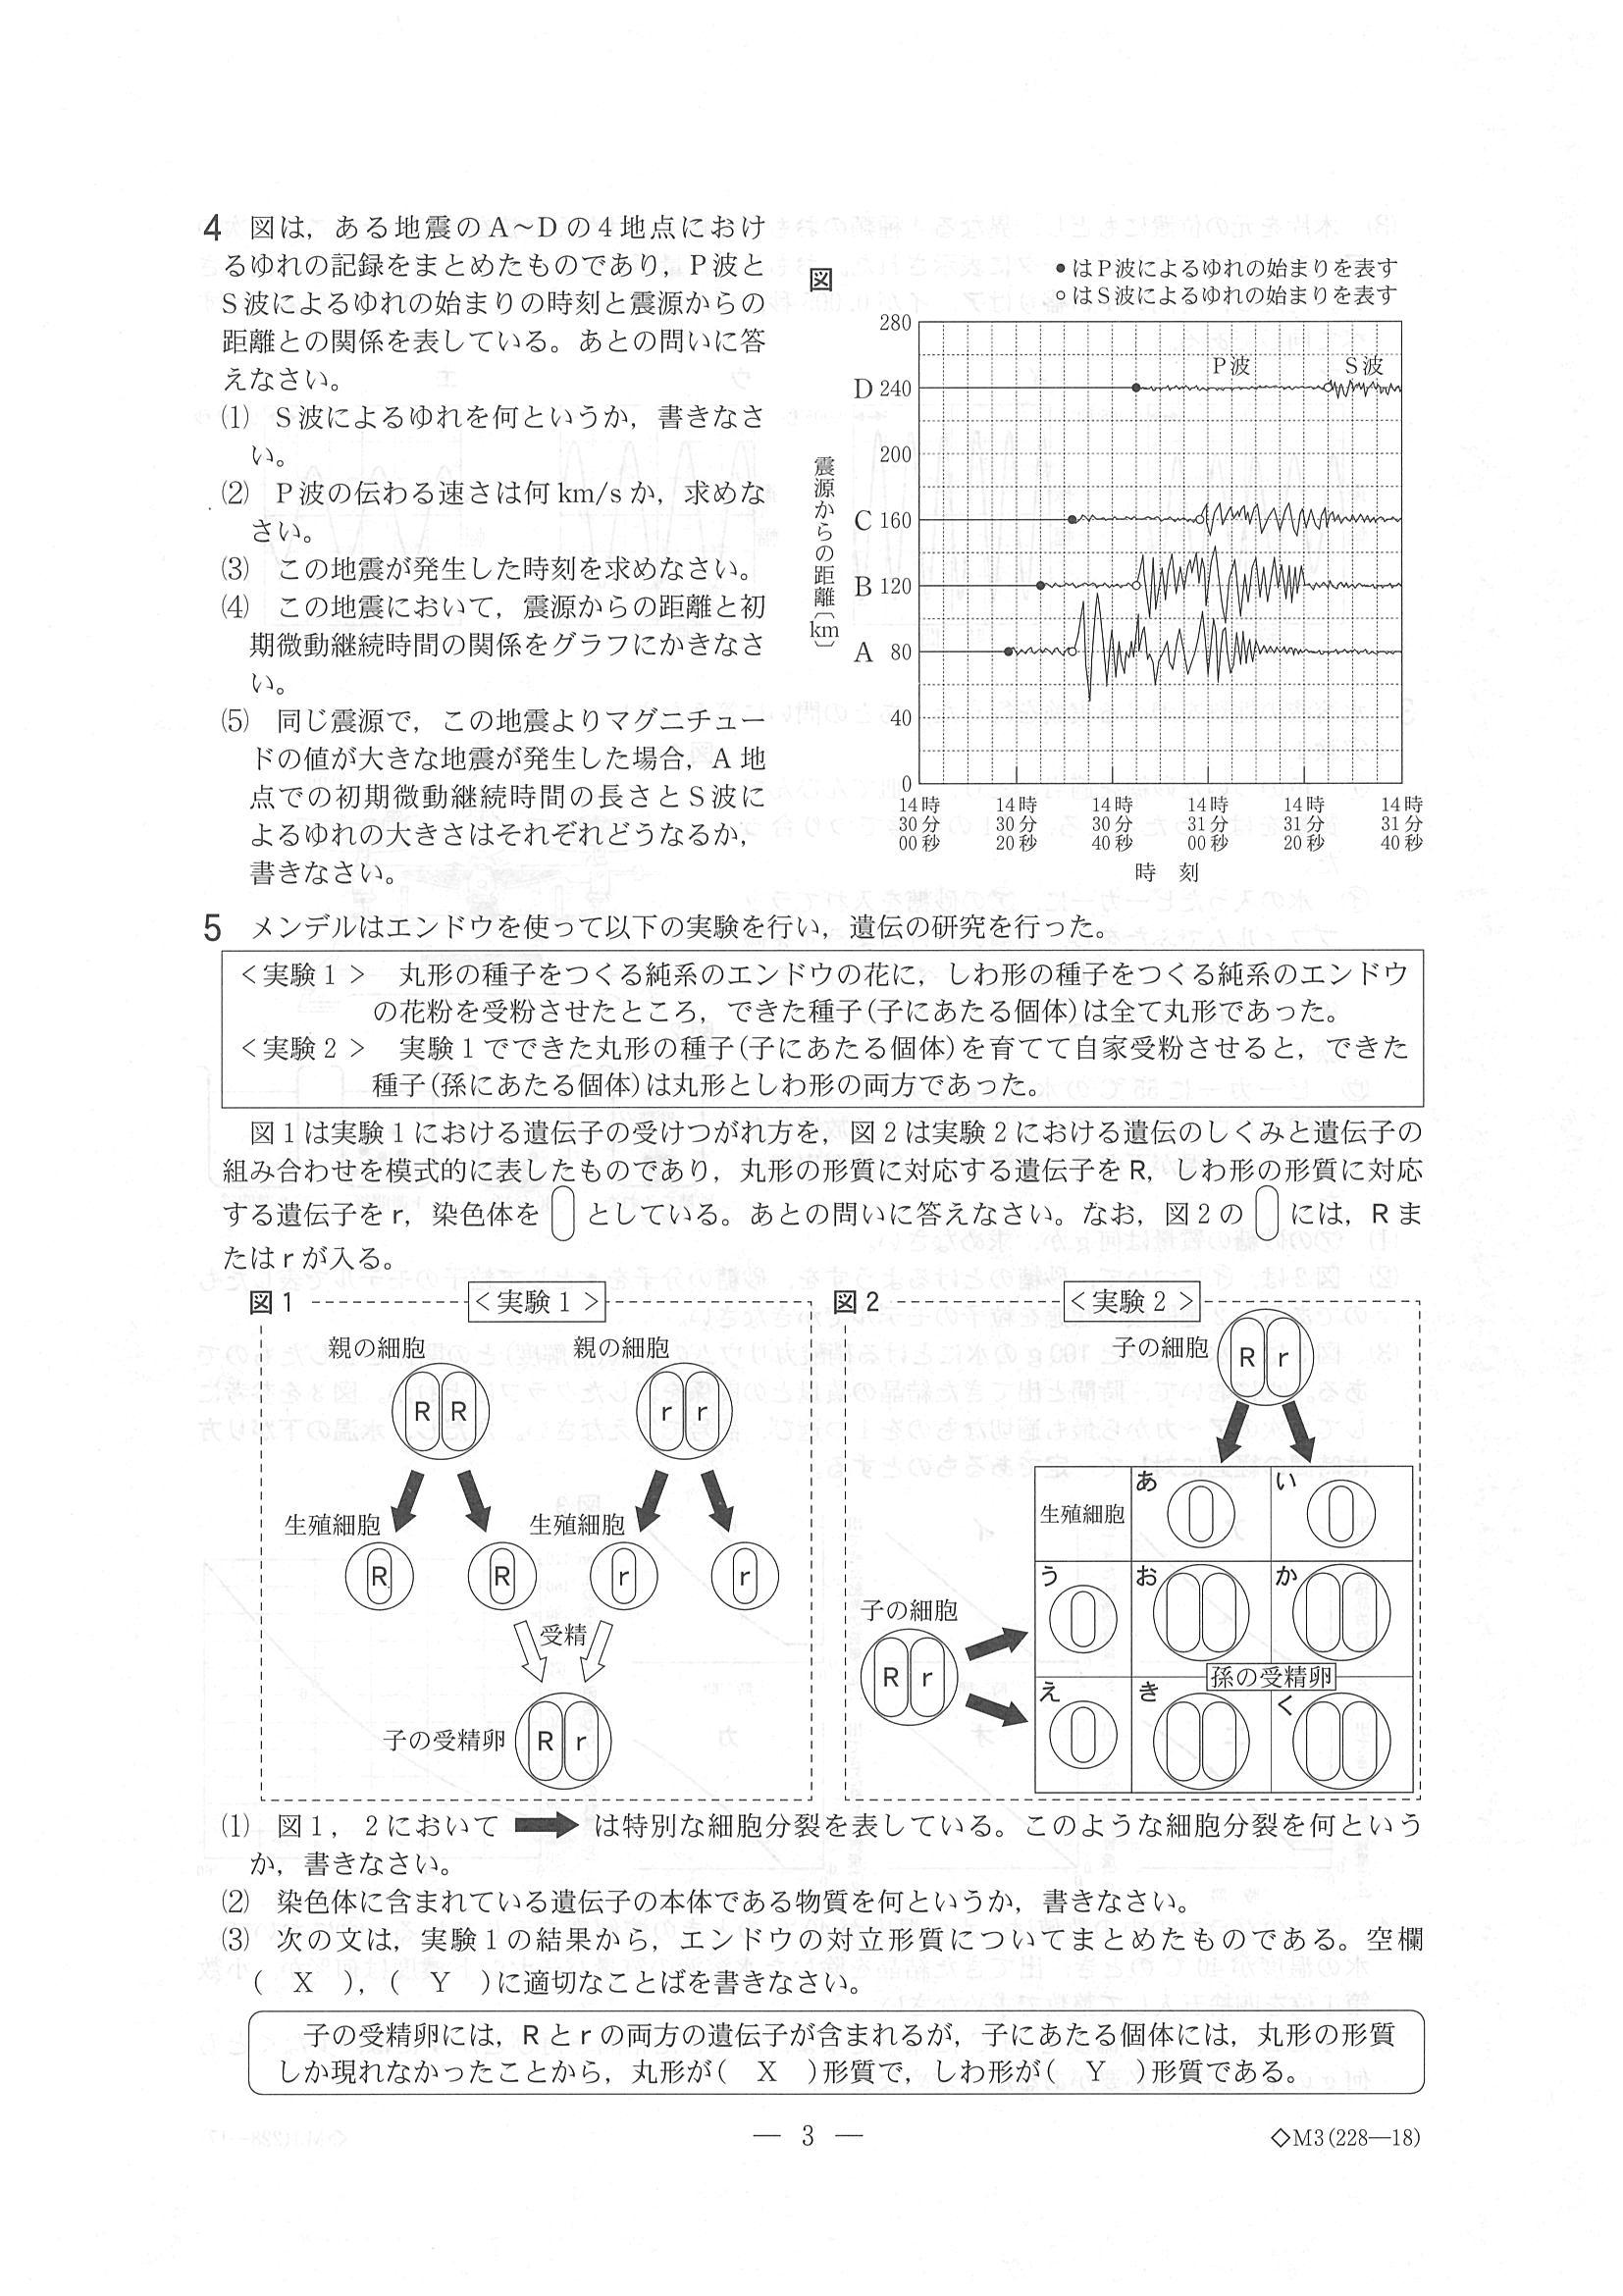 4 図は，ある地震のA～Dの4地点におけ
るゆれの記録をまとめたものであり，P波と
S波によるゆれの始まりの時刻と震源からの
距離との関係を表している。あとの問いに答
えなさい。
⑴ S波によるゆれを何というか，書きなさ
い。
⑵ P波の伝わる速さは何km/sか，求めな
さい。
⑶ この地震が発生した時刻を求めなさい。
⑷ この地震において，震源からの距離と初
期微動継続時間の関係をグラフにかきなさ
い。
⑸ 同じ震源で，この地震よりマグニチュー
ドの値が大きな地震が発生した場合，A地
点での初期微動継続時間の長さとS波に
よるゆれの大きさはそれぞれどうなるか，
書きなさい。
図
●はP波によるゆれの始まりを表す
○はS波によるゆれの始まりを表す
280
P波 S波
D 240
200
C 160
B 120
A 80
40
0
震源からの距離〔km〕
14時 14時 14時 14時 14時 14時
30分 30分 30分 31分 31分 31分
00秒 20秒 40秒 00秒 20秒 40秒
時 刻
5 メンデルはエンドウを使って以下の実験を行い，遺伝の研究を行った。
＜実験1＞ 丸形の種子をつくる純系のエンドウの花に，しわ形の種子をつくる純系のエンドウ
の花粉を受粉させたところ，できた種子(子にあたる個体)は全て丸形であった。
＜実験2＞ 実験1でできた丸形の種子(子にあたる個体)を育てて自家受粉させると，できた
種子(孫にあたる個体)は丸形としわ形の両方であった。
図1は実験1における遺伝子の受けつがれ方を，図2は実験2における遺伝のしくみと遺伝子の
組み合わせを模式的に表したものであり，丸形の形質に対応する遺伝子をR，しわ形の形質に対応
する遺伝子をr，染色体を としている。あとの問いに答えなさい。なお，図2の には，Rま
たはrが入る。
図1 ＜実験1＞
親の細胞 親の細胞
R R r r
生殖細胞 生殖細胞
R R r r
受精
子の受精卵 R r
図2 ＜実験2＞
子の細胞 R r
生殖細胞 あ い
う お か
子の細胞
R r
孫の受精卵
え き く
⑴ 図1，2において ➡ は特別な細胞分裂を表している。このような細胞分裂を何という
か，書きなさい。
⑵ 染色体に含まれている遺伝子の本体である物質を何というか，書きなさい。
⑶ 次の文は，実験1の結果から，エンドウの対立形質についてまとめたものである。空欄
( X )，( Y )に適切なことばを書きなさい。
子の受精卵には，Rとrの両方の遺伝子が含まれるが，子にあたる個体には，丸形の形質
しか現れなかったことから，丸形が( X )形質で，しわ形が( Y )形質である。
— 3 —
◇M3(228—18)